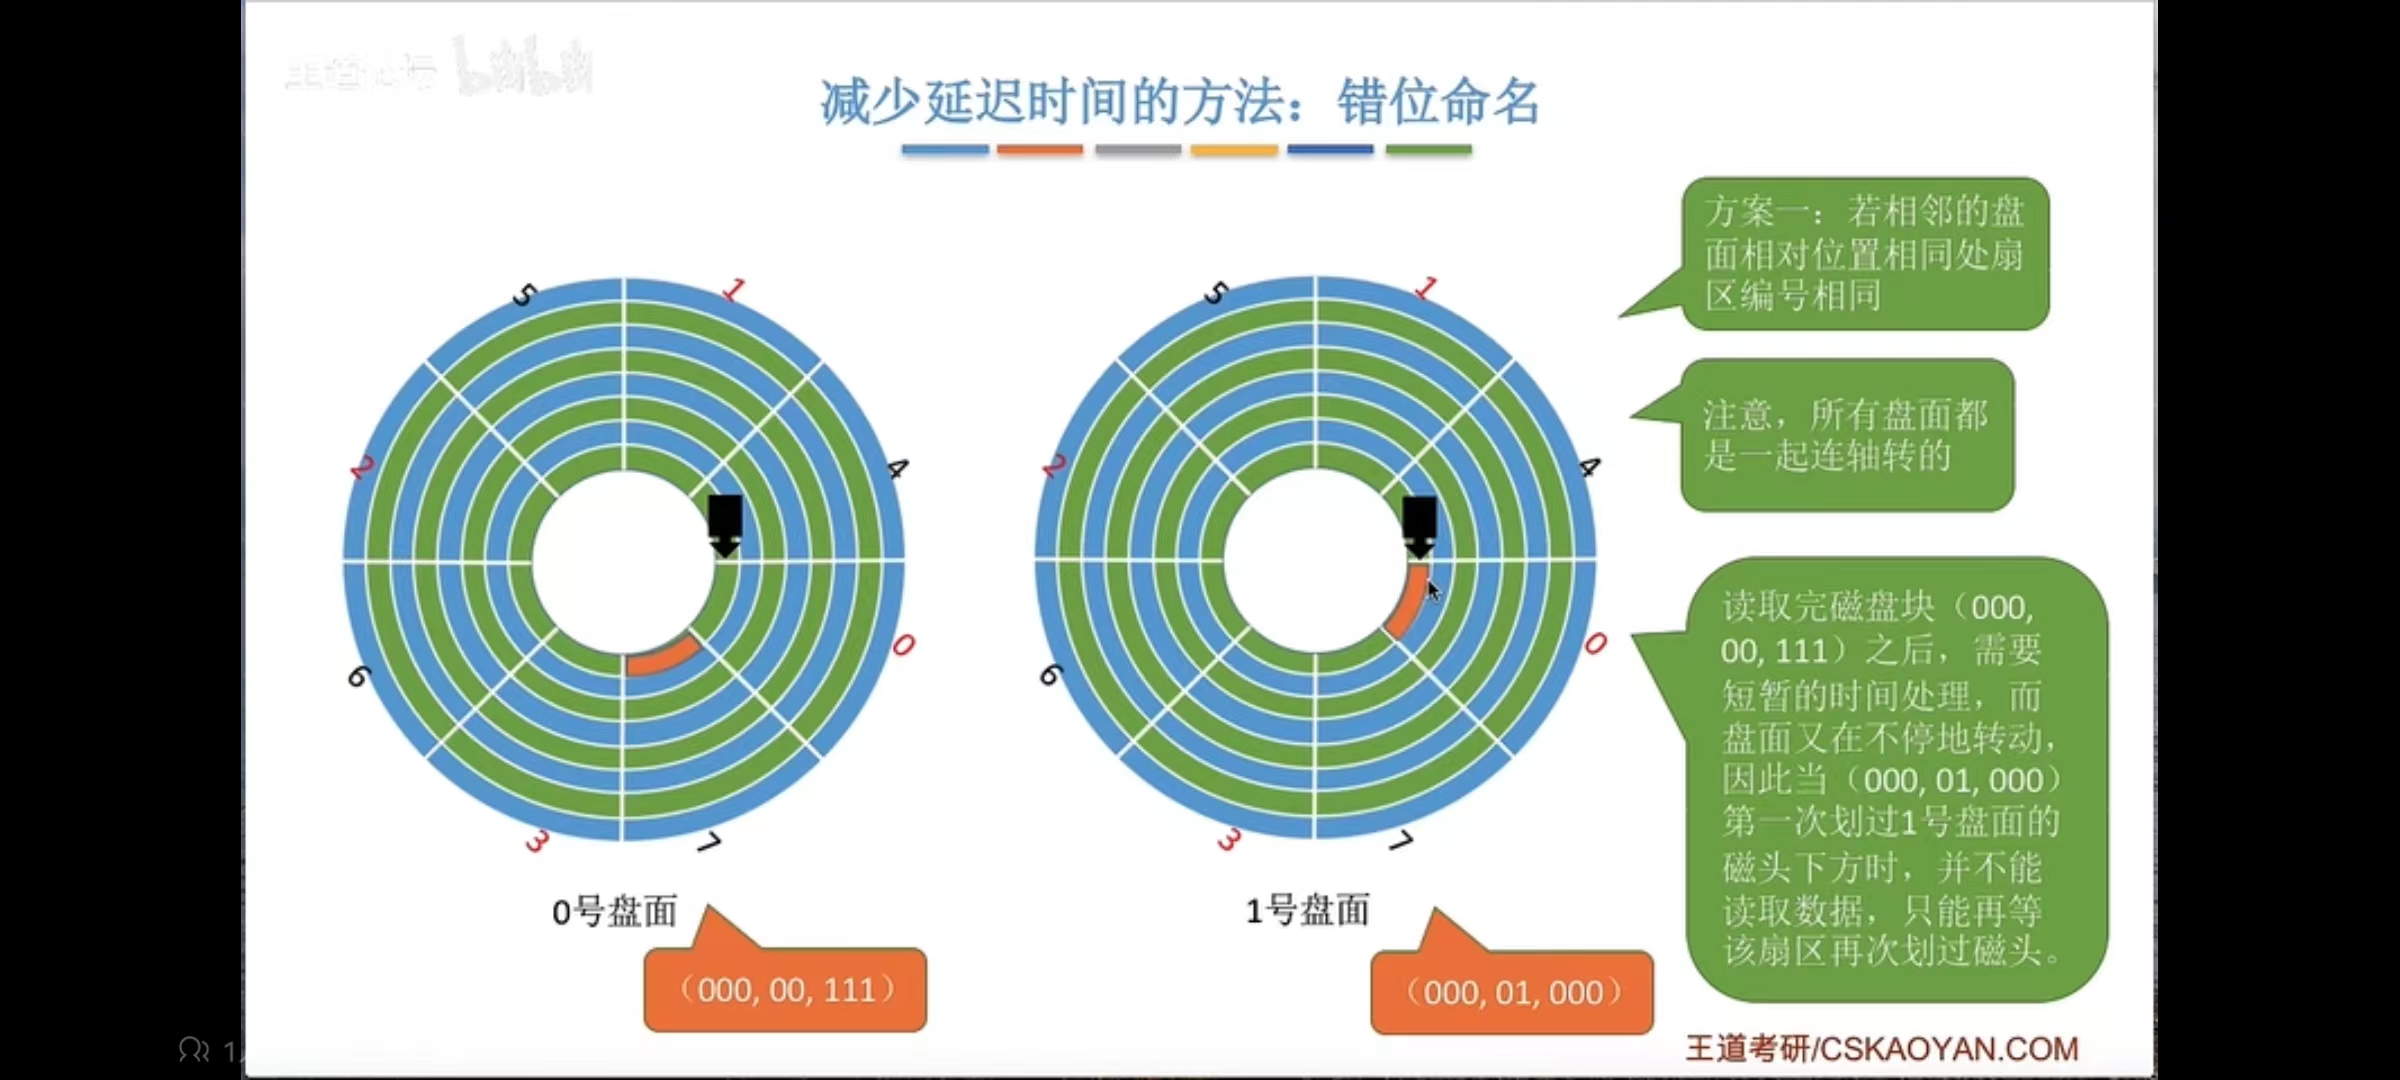 王道论坛 bilibili
减少延迟时间的方法：错位命名
方案一：若相邻的盘
面相对位置相同处扇
区编号相同
注意，所有盘面都
是一起连轴转的
读取完磁盘块（000,
00, 111）之后，需要
短暂的时间处理，而
盘面又在不停地转动，
因此当（000, 01, 000）
第一次划过1号盘面的
磁头下方时，并不能
读取数据，只能再等
该扇区再次划过磁头。
5
1
2
4
6
0
3
7
5
1
2
4
6
0
3
7
0号盘面
1号盘面
（000, 00, 111）
（000, 01, 000）
王道考研/CSKAOYAN.COM